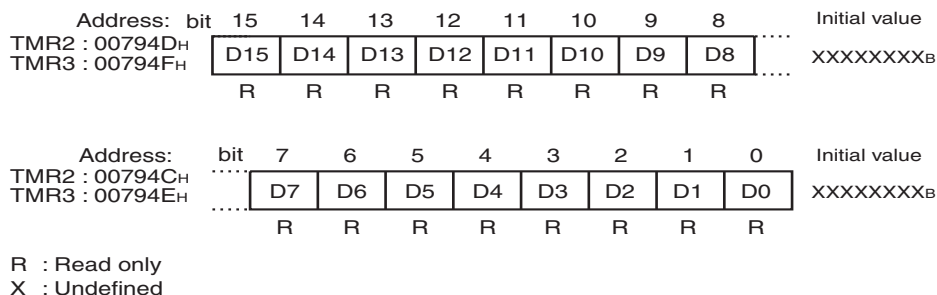 Address: bit 15 14 13 12 11 10 9 8 Initial value
TMR2 : 00794DH
TMR3 : 00794FH
D15 D14 D13 D12 D11 D10 D9 D8 XXXXXXXXB
R R R R R R R R
Address: bit 7 6 5 4 3 2 1 0 Initial value
TMR2 : 00794CH
TMR3 : 00794EH
D7 D6 D5 D4 D3 D2 D1 D0 XXXXXXXXB
R R R R R R R R
R : Read only
X : Undefined